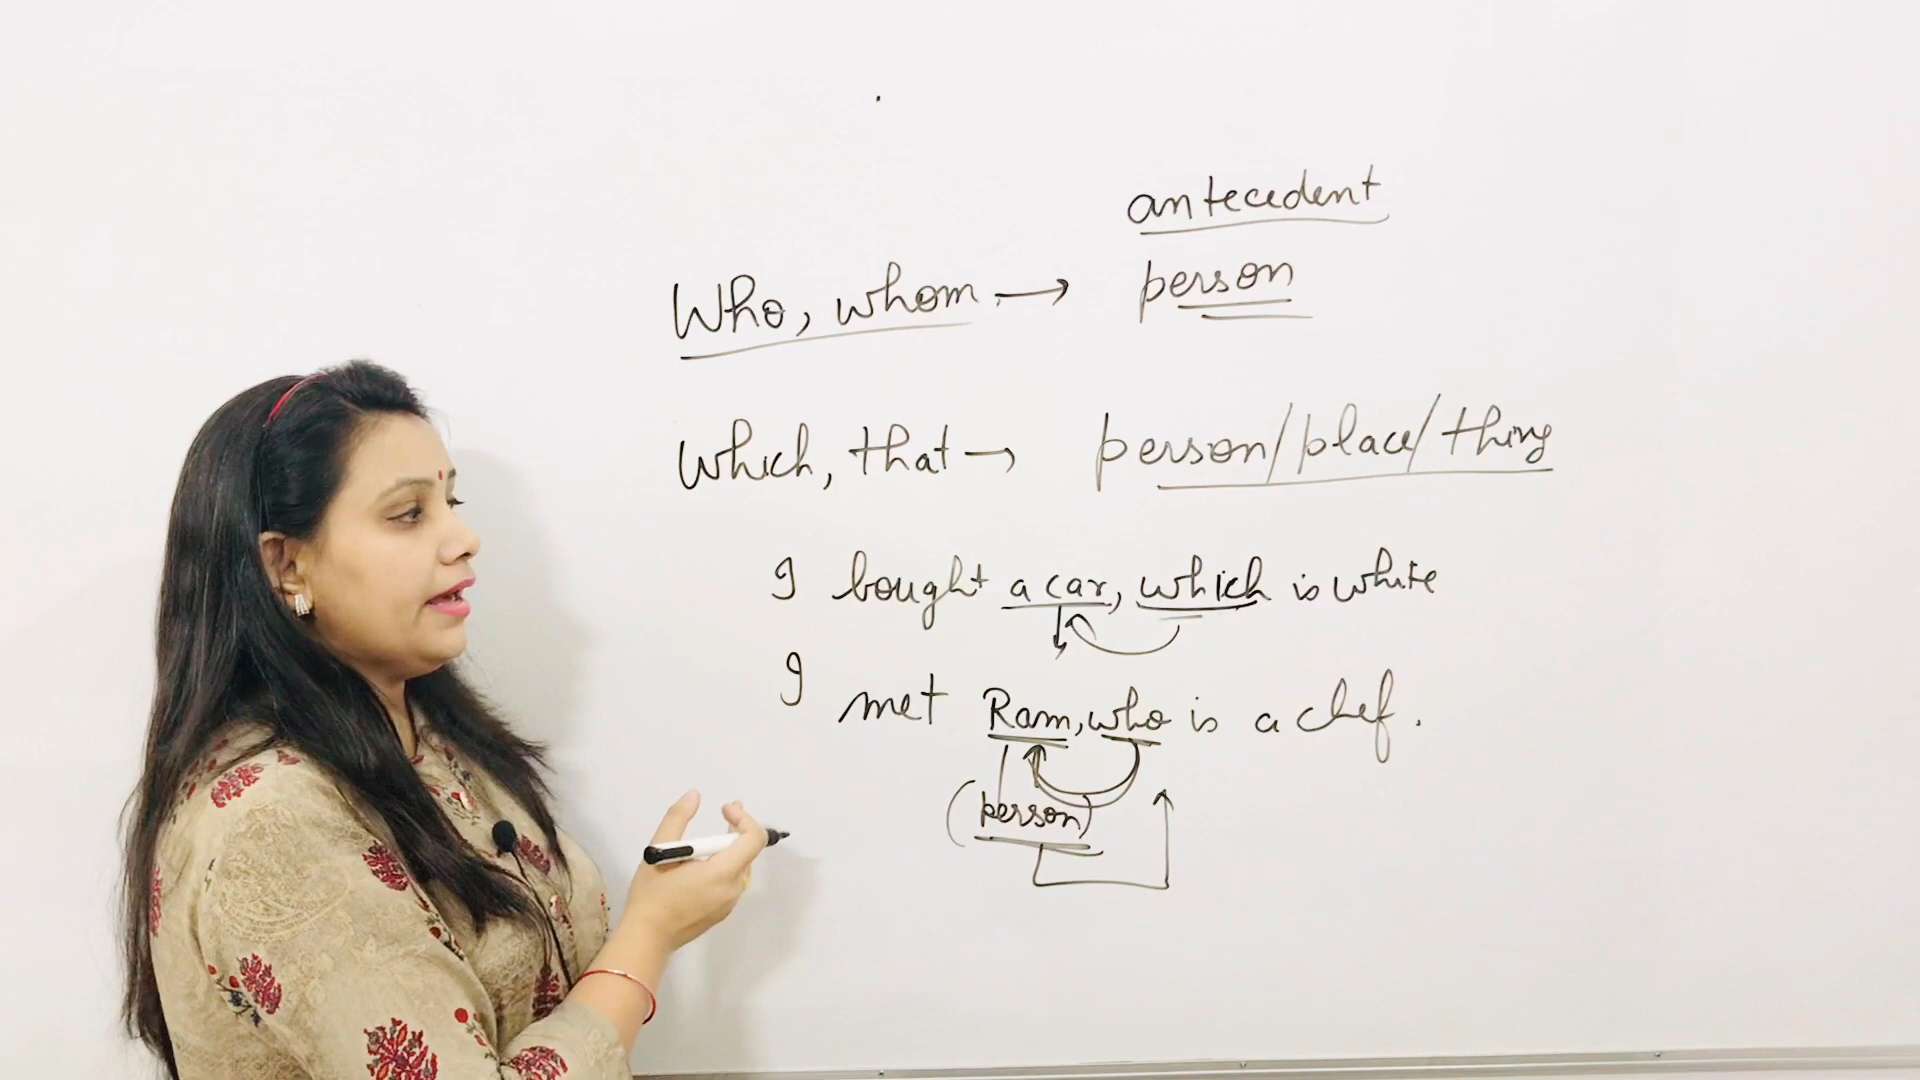 antecedent
Who, whom → person
Which, that → person/place/thing
I bought a car, which is white
I met Ram, who is a chef.
(person)